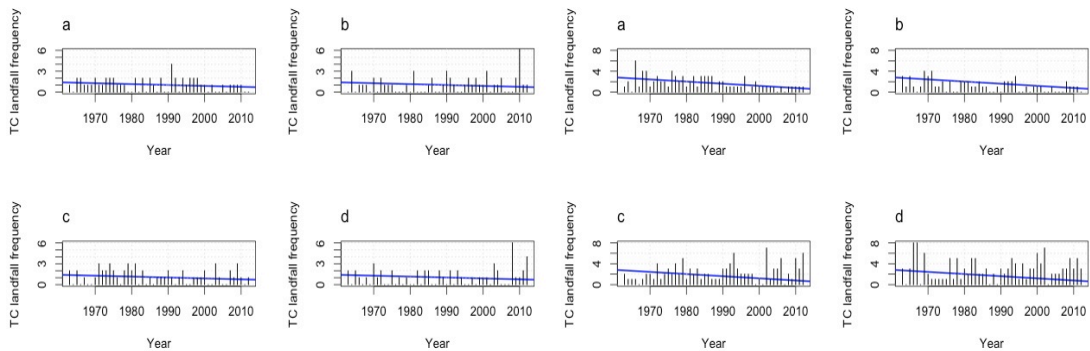 a b a b
TC landfall frequency 0 3 6 TC landfall frequency 0 3 6 TC landfall frequency 0 4 8 TC landfall frequency 0 4 8
1970 1980 1990 2000 2010 1970 1980 1990 2000 2010 1970 1980 1990 2000 2010 1970 1980 1990 2000 2010
Year Year Year Year
c d c d
TC landfall frequency 0 3 6 TC landfall frequency 0 3 6 TC landfall frequency 0 4 8 TC landfall frequency 0 4 8
1970 1980 1990 2000 2010 1970 1980 1990 2000 2010 1970 1980 1990 2000 2010 1970 1980 1990 2000 2010
Year Year Year Year